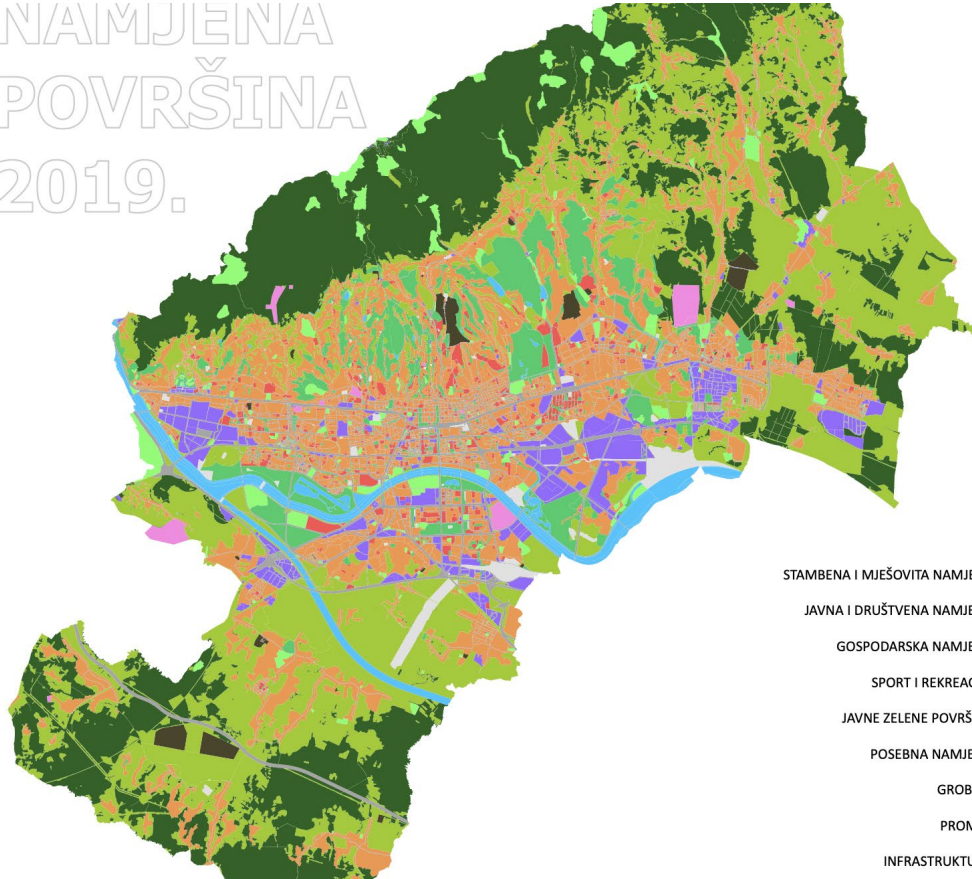 NAMJENA
POVRŠINA
2019.
STAMBENA I MJEŠOVITA NAMJE
JAVNA I DRUŠTVENA NAMJE
GOSPODARSKA NAMJE
SPORT I REKREAC
JAVNE ZELENE POVRŠ
POSEBNA NAMJE
GROB
PROM
INFRASTRUKTU